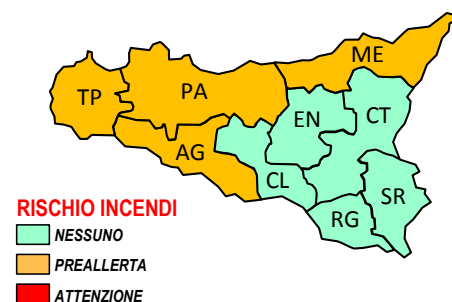 ME
TP
PA
EN
CT
AG
CL
SR
RG
RISCHIO INCENDI
NESSUNO
PREALLERTA
ATTENZIONE